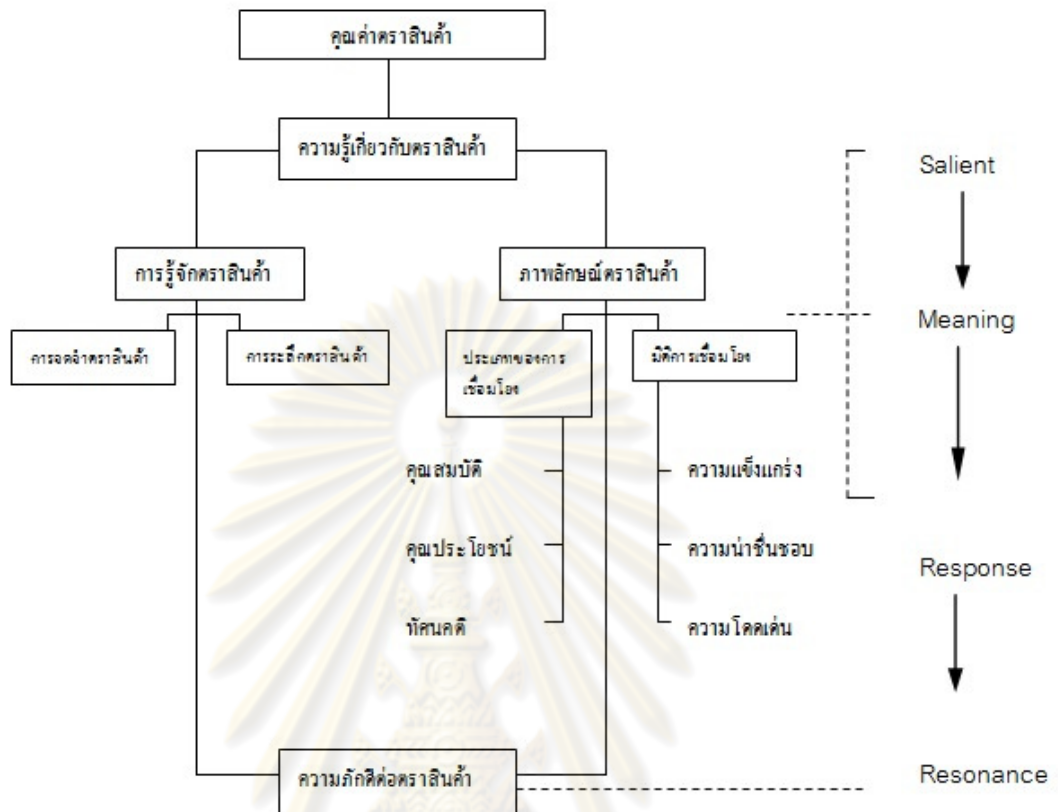 คุณค่าตราสินค้า
ความรู้เกี่ยวกับตราสินค้า
Salient
การรู้จักตราสินค้า
ภาพลักษณ์ตราสินค้า
Meaning
การจดจำตราสินค้า
การระลึกตราสินค้า
ประเภทของการ
เชื่อมโยง
มิติการเชื่อมโยง
คุณสมบัติ
ความแข็งแกร่ง
คุณประโยชน์
ความน่าชื่นชอบ
Response
ทัศนคติ
ความโดดเด่น
ความภักดีต่อตราสินค้า
Resonance